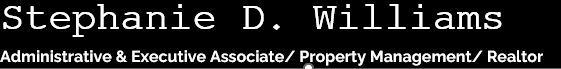 Stephanie D. Williams
Administrative & Executive Associate/ Property Management/ Realtor